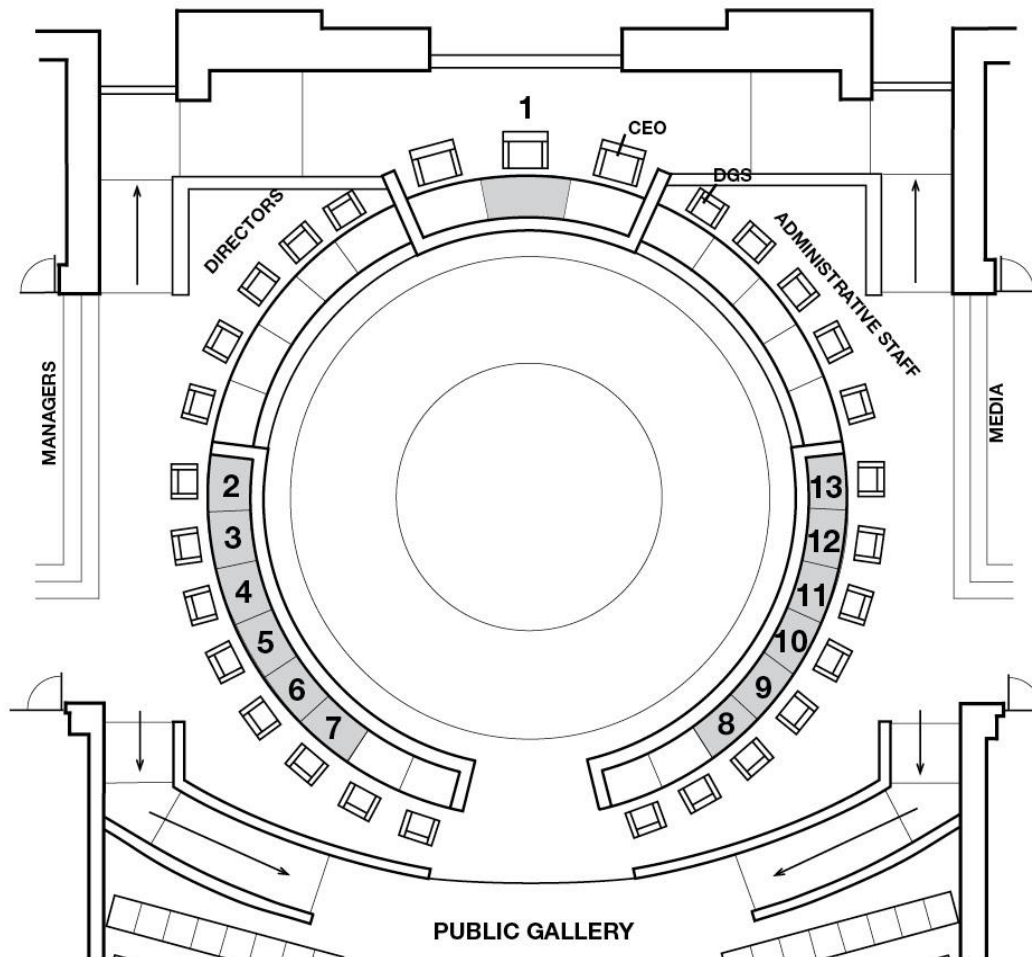 1
CEO
DGS
DIRECTORS
ADMINISTRATIVE STAFF
MANAGERS
MEDIA
2
13
3
12
4
11
5
10
6
9
7
8
PUBLIC GALLERY